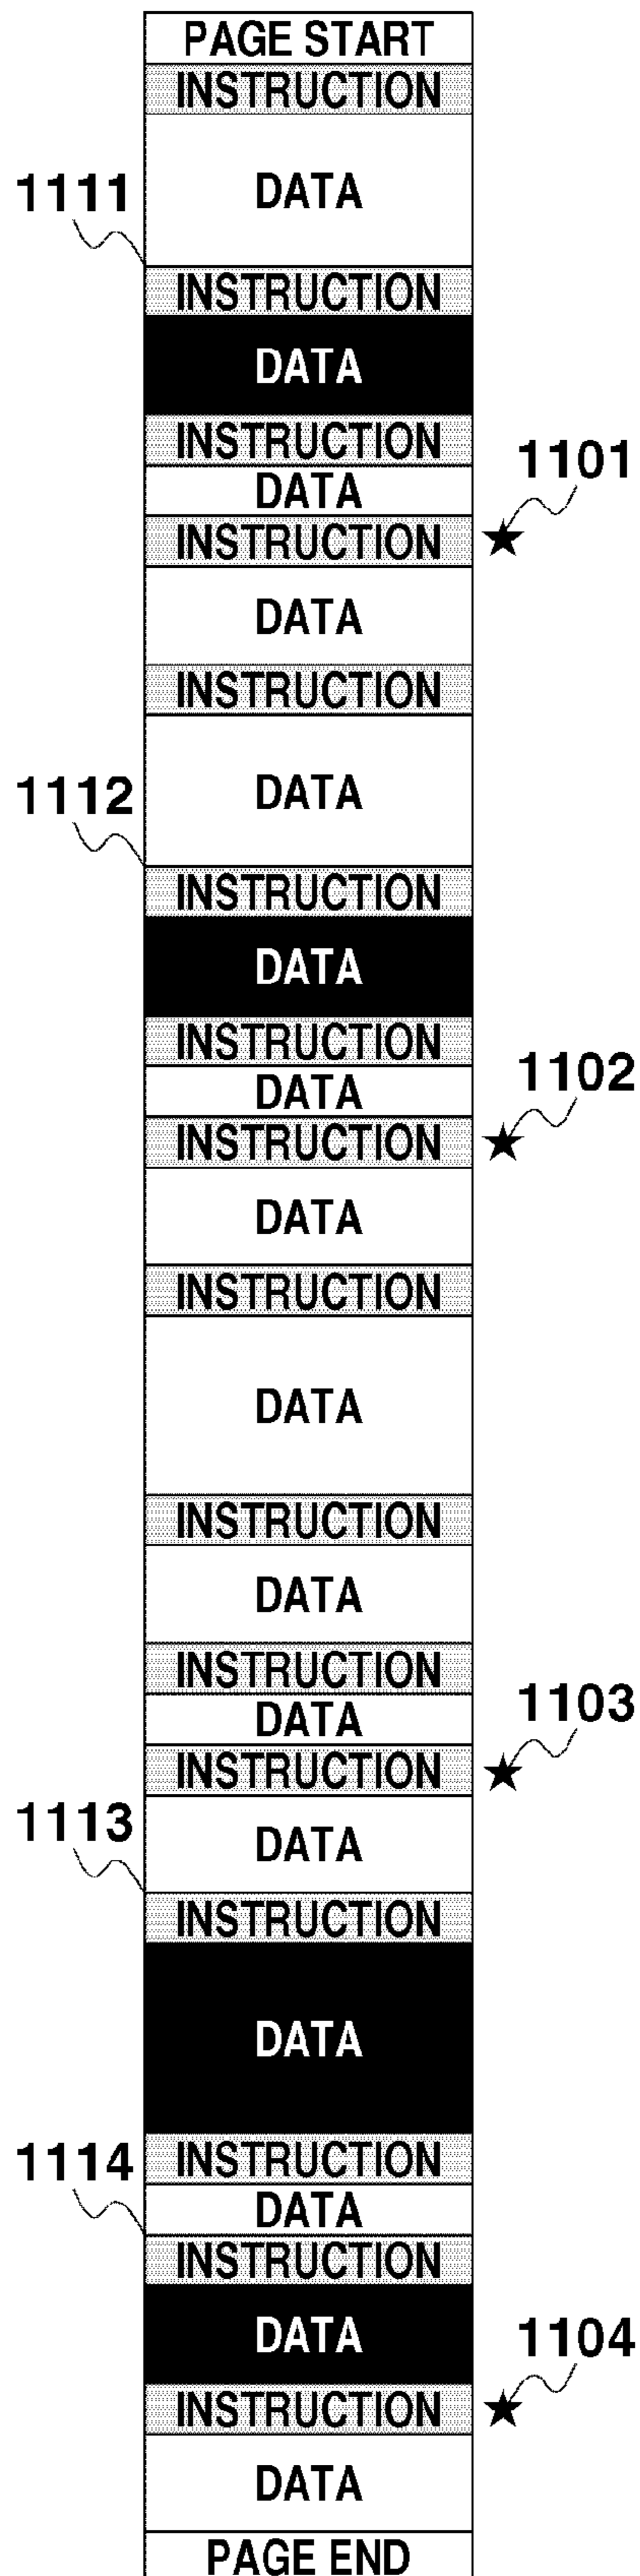 PAGE START
INSTRUCTION
DATA
1111
INSTRUCTION
DATA
INSTRUCTION
DATA
1101
INSTRUCTION ★
DATA
INSTRUCTION
DATA
1112
INSTRUCTION
DATA
INSTRUCTION
DATA
1102
INSTRUCTION ★
DATA
INSTRUCTION
DATA
INSTRUCTION
DATA
INSTRUCTION
DATA
1103
INSTRUCTION ★
DATA
1113
INSTRUCTION
DATA
INSTRUCTION
1114
DATA
INSTRUCTION
DATA
1104
INSTRUCTION ★
DATA
PAGE END